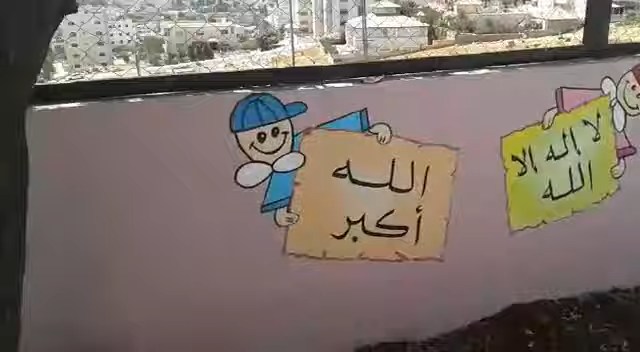 الله
أكبر
لا إله إلا
الله